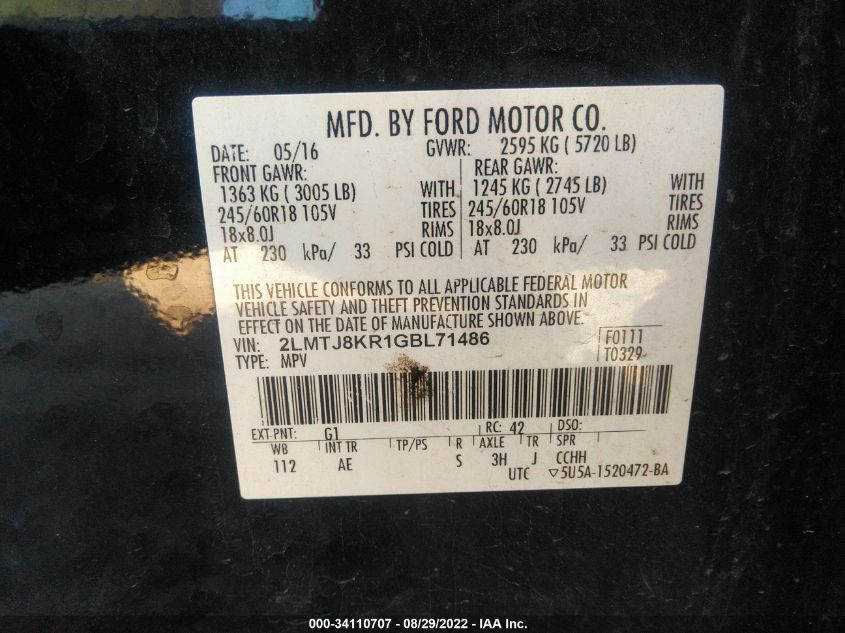 MFD. BY FORD MOTOR CO.
DATE: 05/16 GVWR: 2595 KG ( 5720 LB)
FRONT GAWR: REAR GAWR:
1363 KG ( 3005 LB) WITH 1245 KG ( 2745 LB) WITH
245/60R18 105V TIRES 245/60R18 105V TIRES
18x8.0J RIMS 18x8.0J RIMS
AT 230 kPa/ 33 PSI COLD AT 230 kPa/ 33 PSI COLD
THIS VEHICLE CONFORMS TO ALL APPLICABLE FEDERAL MOTOR
VEHICLE SAFETY AND THEFT PREVENTION STANDARDS IN
EFFECT ON THE DATE OF MANUFACTURE SHOWN ABOVE.
VIN: 2LMTJ8KR1GBL71486 F0111
TYPE: MPV T0329
EXT PNT: G1 RC: 42 DSO:
WB INT TR TP/PS R AXLE TR SPR
112 AE S 3H J CCHH
UTC ▽5U5A-1520472-BA
000-34110707 - 08/29/2022 - IAA Inc.